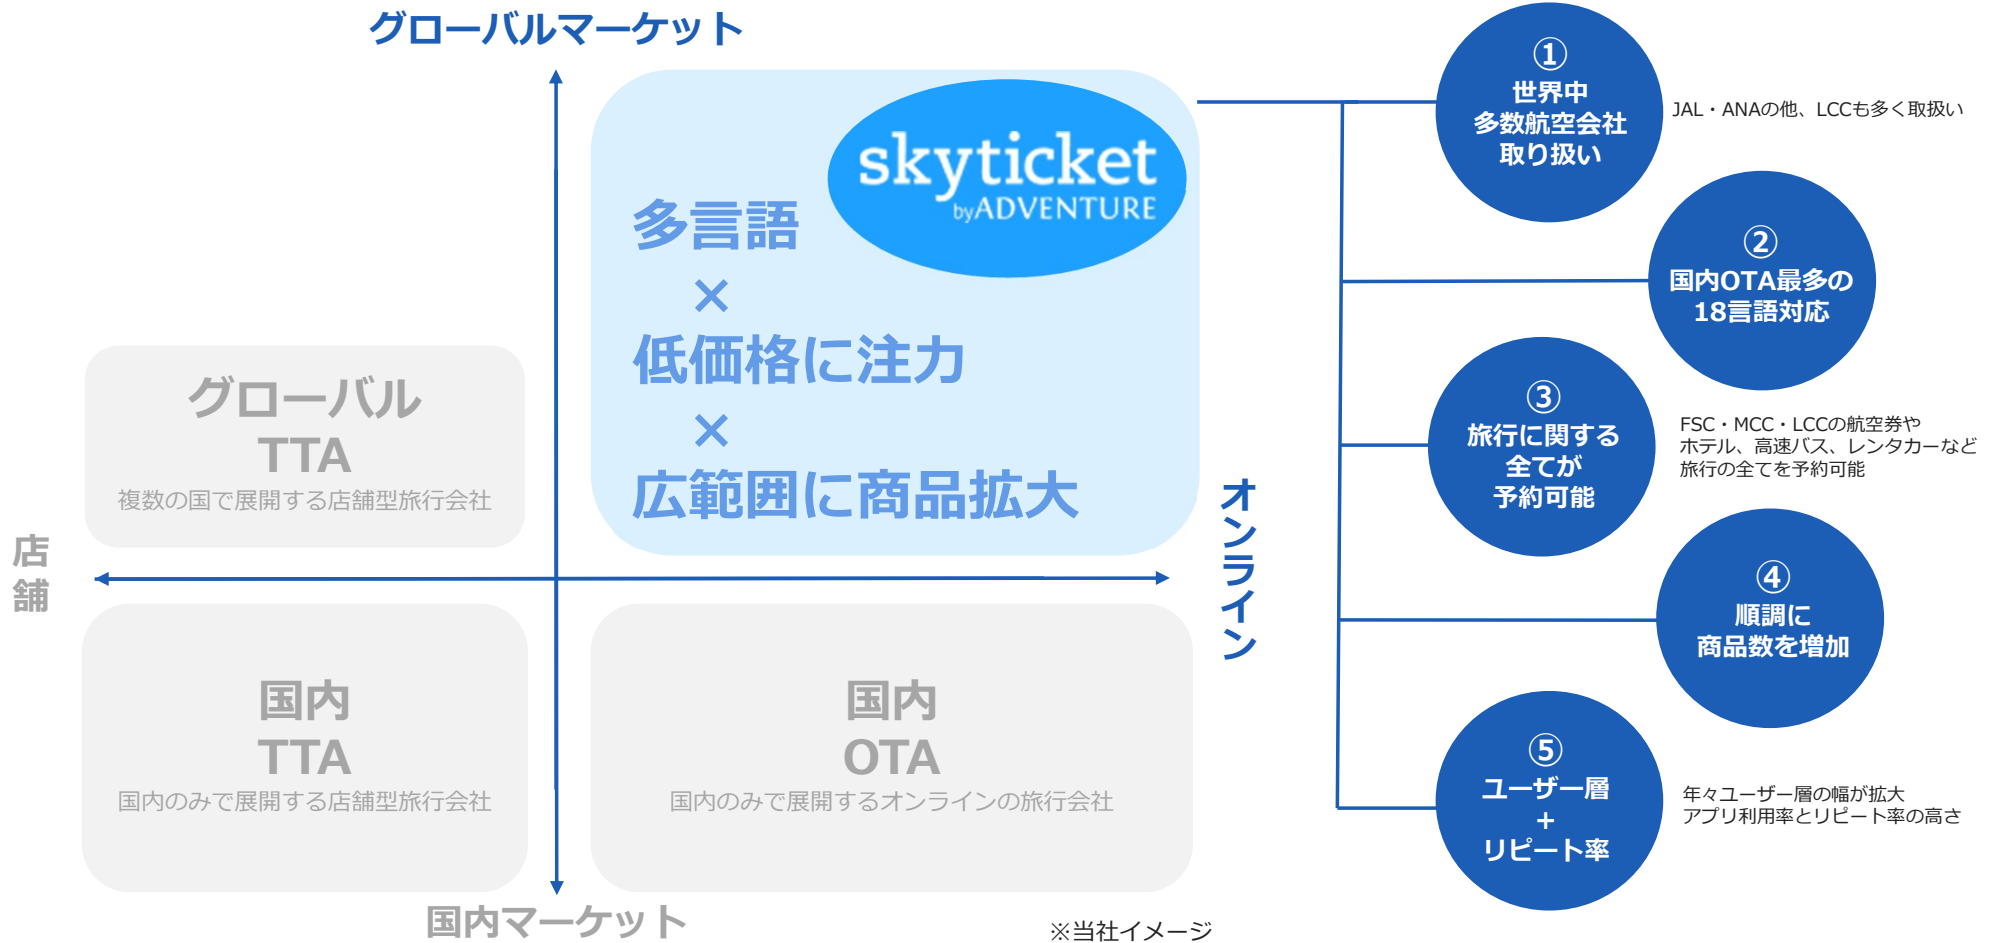 グローバルマーケット
skyticket
byADVENTURE
多言語
×
低価格に注力
×
広範囲に商品拡大
グローバル
TTA
複数の国で展開する店舗型旅行会社
店舗
オンライン
国内
TTA
国内のみで展開する店舗型旅行会社
国内
OTA
国内のみで展開するオンラインの旅行会社
国内マーケット
※当社イメージ
①
世界中
多数航空会社
取り扱い
JAL・ANAの他、LCCも多く取扱い
②
国内OTA最多の
18言語対応
③
旅行に関する
全てが
予約可能
FSC・MCC・LCCの航空券や
ホテル、高速バス、レンタカーなど
旅行の全てを予約可能
④
順調に
商品数を増加
⑤
ユーザー層
+
リピート率
年々ユーザー層の幅が拡大
アプリ利用率とリピート率の高さ